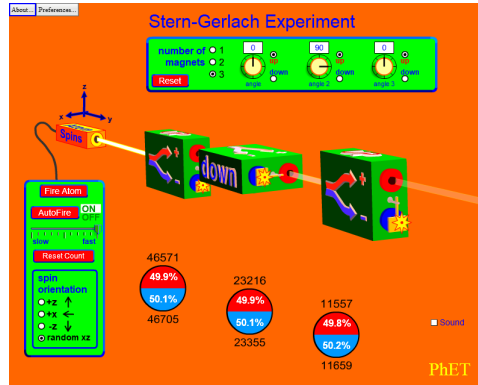 About... Preferences...
Stern-Gerlach Experiment
number of magnets
1
2
3
Reset
0
up
down
angle
90
up
down
angle 2
0
up
down
angle 3
z
x
y
Spins
+
-
down
+
-
Fire Atom
AutoFire
ON
OFF
slow
fast
Reset Count
spin orientation
+z
+x
-z
random xz
46571
49.9%
50.1%
46705
23216
49.9%
50.1%
23355
11557
49.8%
50.2%
11659
Sound
PhET